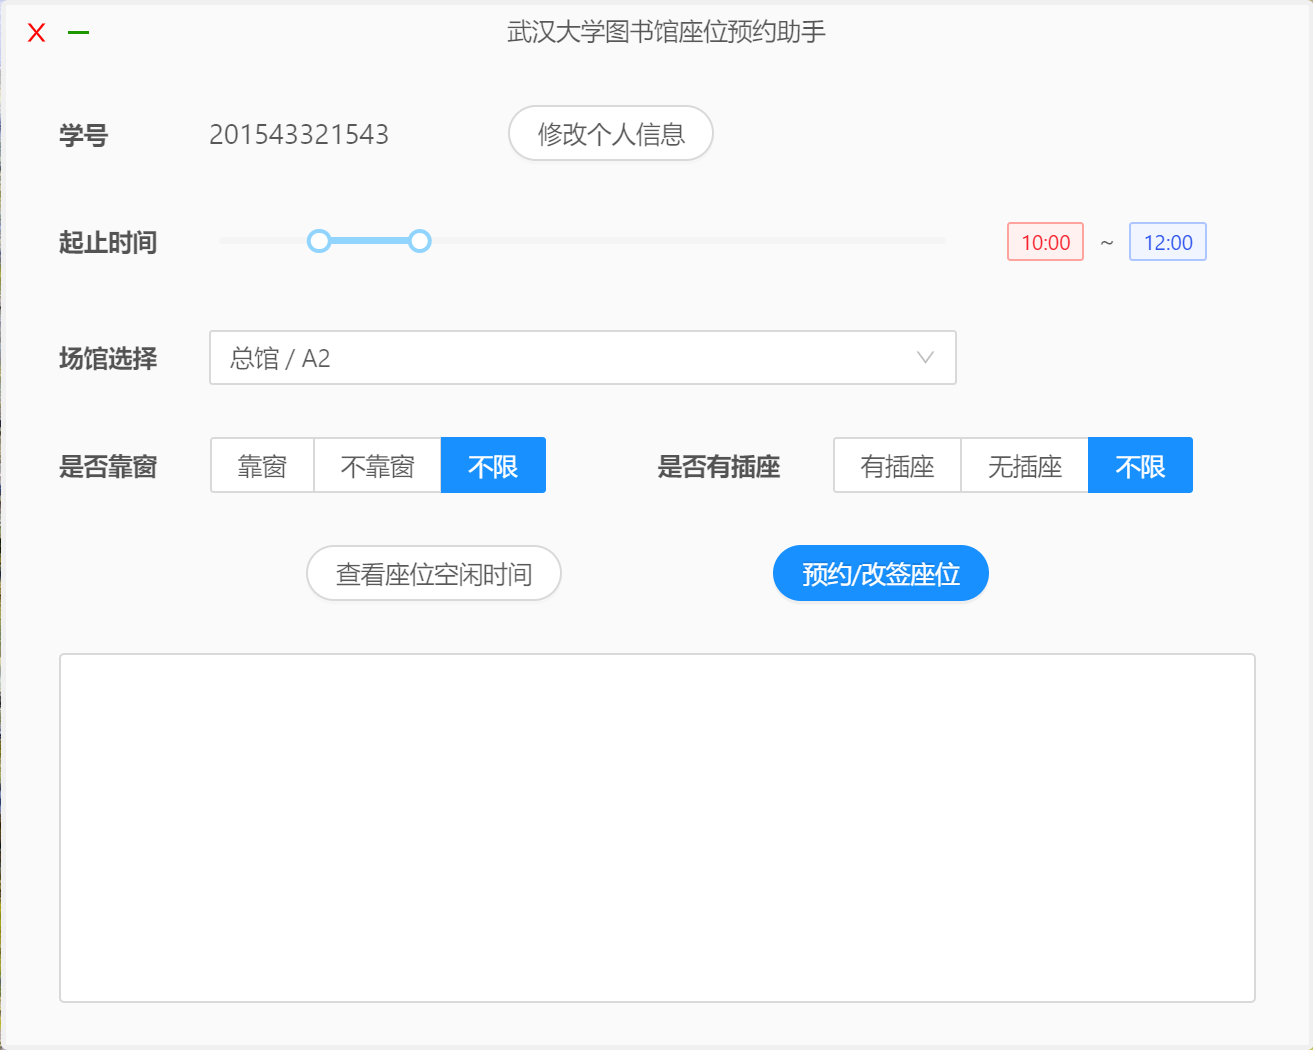 X — 武汉大学图书馆座位预约助手
学号 201543321543 修改个人信息
起止时间 10:00 ~ 12:00
场馆选择 总馆 / A2
是否靠窗 靠窗 不靠窗 不限 是否有插座 有插座 无插座 不限
查看座位空闲时间 预约/改签座位